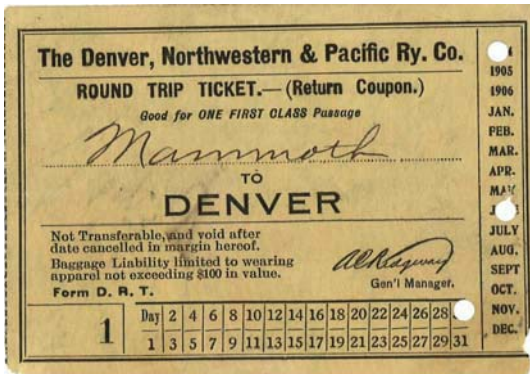 The Denver, Northwestern & Pacific Ry. Co.
ROUND TRIP TICKET.—(Return Coupon.)
Good for ONE FIRST CLASS Passage
Mammoth
TO
DENVER
Not Transferable, and void after
date cancelled in margin hereof.
Baggage Liability limited to wearing
apparel not exceeding $100 in value.
Form D. R. T.
A C Ridgway
Gen'l Manager.
1
Day 2 4 6 8 10 12 14 16 18 20 22 24 26 28
1 3 5 7 9 11 13 15 17 19 21 23 25 27 29 31
1905
1906
JAN.
FEB.
MAR.
APR.
MAY
JULY
AUG.
SEPT
OCT.
NOV.
DEC.